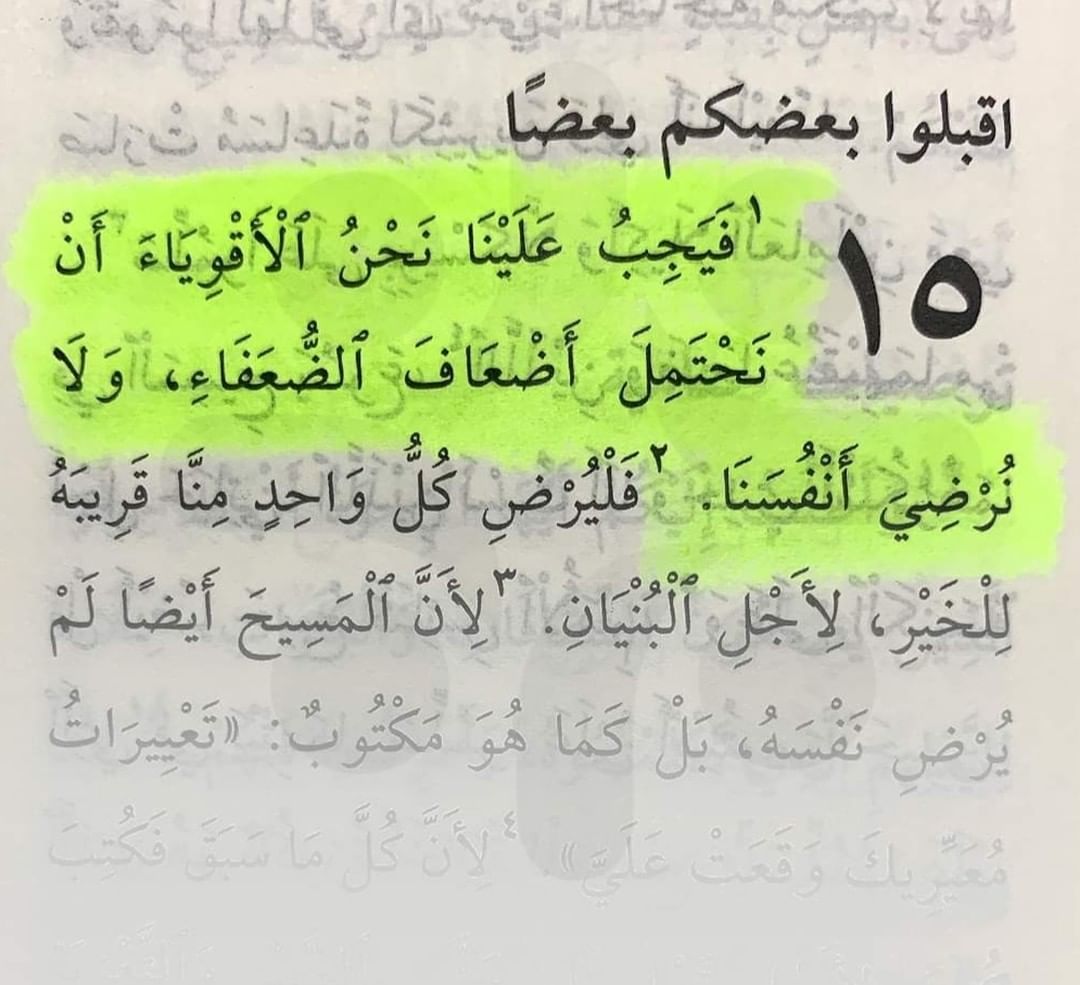 اقبلوا بعضكم بعضًا
١٥ ١ فَيَجِبُ عَلَيْنَا نَحْنُ ٱلْأَقْوِيَاءَ أَنْ
نَحْتَمِلَ أَضْعَافَ ٱلضُّعَفَاءِ، وَلَا
نُرْضِيَ أَنْفُسَنَا. ٢ فَلْيُرْضِ كُلُّ وَاحِدٍ مِنَّا قَرِيبَهُ
لِلْخَيْرِ، لِأَجْلِ ٱلْبُنْيَانِ. ٣ لِأَنَّ ٱلْمَسِيحَ أَيْضًا لَمْ
يُرْضِ نَفْسَهُ، بَلْ كَمَا هُوَ مَكْتُوبٌ: «تَعْيِيرَاتُ
مُعَيِّرِيكَ وَقَعَتْ عَلَيَّ». ٤ لِأَنَّ كُلَّ مَا سَبَقَ فَكُتِبَ